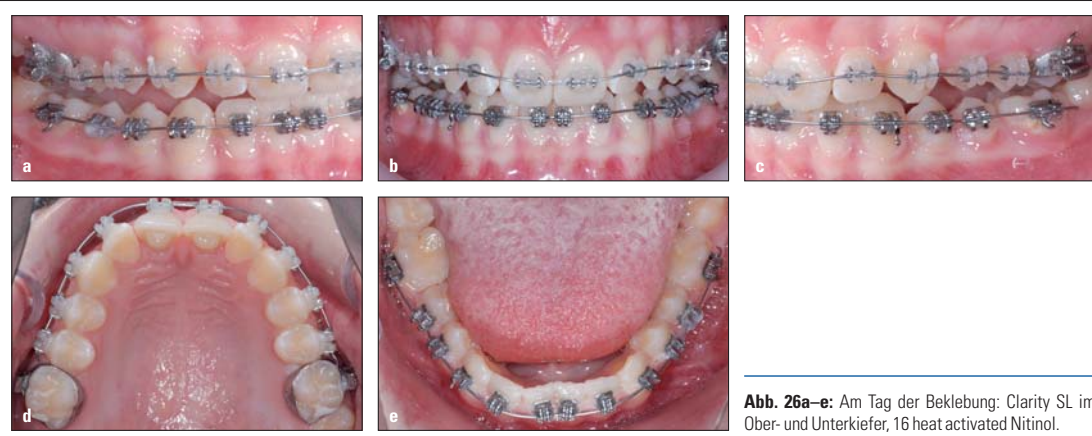 a
b
c
d
e
Abb. 26a–e: Am Tag der Beklebung: Clarity SL im
Ober- und Unterkiefer, 16 heat activated Nitinol.